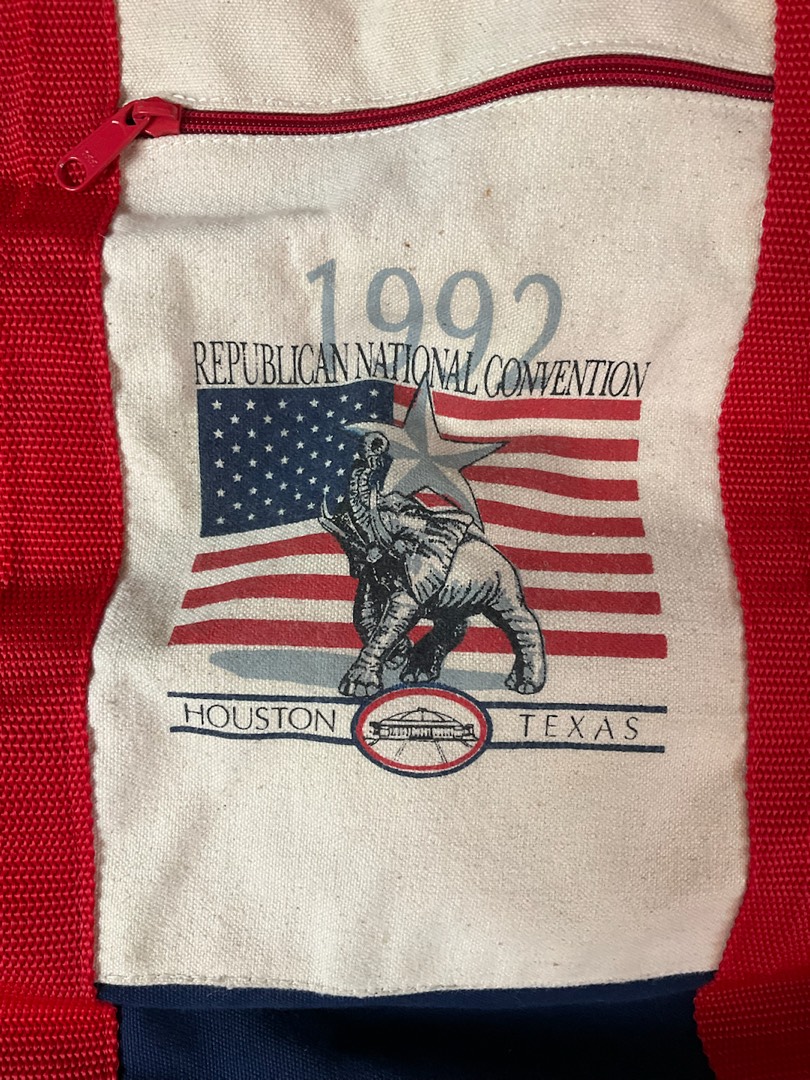 1992
REPUBLICAN NATIONAL CONVENTION
HOUSTON TEXAS